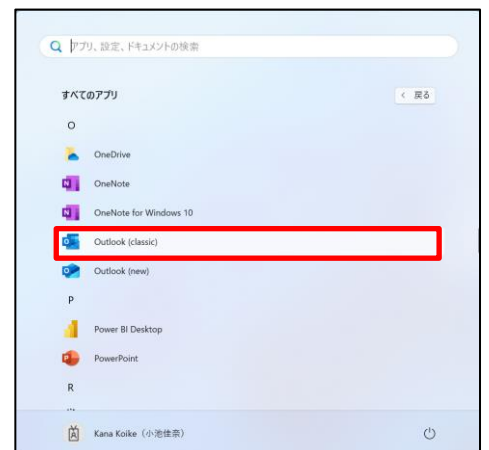 アプリ、設定、ドキュメントの検索
すべてのアプリ
< 戻る
O
OneDrive
OneNote
OneNote for Windows 10
Outlook (classic)
Outlook (new)
P
Power BI Desktop
PowerPoint
R
Kana Koike（小池佳奈）